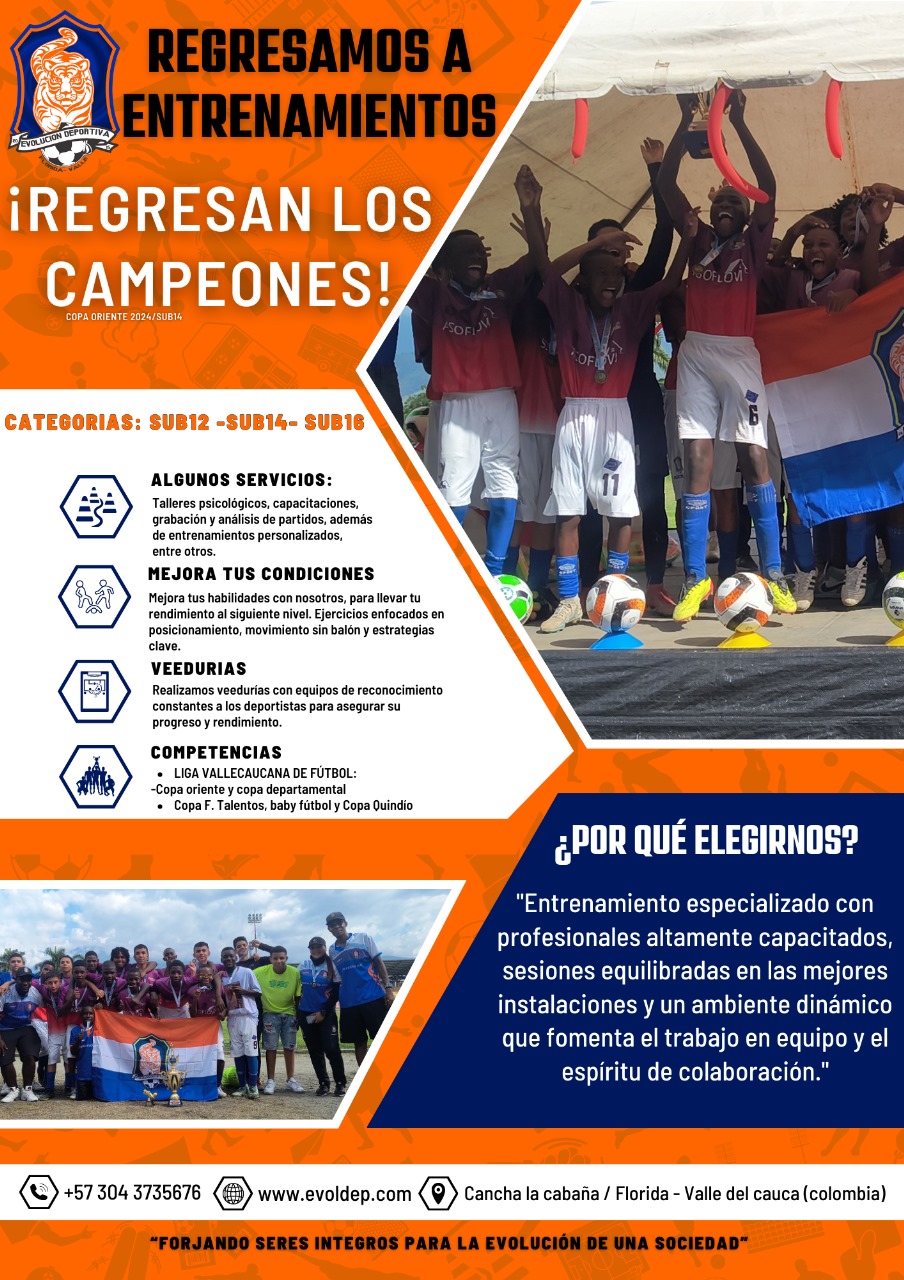 REGRESAMOS A
ENTRENAMIENTOS
EVOLUCION DEPORTIVA
FLORIDA - VALLE
¡REGRESAN LOS
CAMPEONES!
COPA ORIENTE 2024/SUB14
CATEGORIAS: SUB12 -SUB14- SUB16
ALGUNOS SERVICIOS:
Talleres psicológicos, capacitaciones,
grabación y análisis de partidos, además
de entrenamientos personalizados,
entre otros.
MEJORA TUS CONDICIONES
Mejora tus habilidades con nosotros, para llevar tu
rendimiento al siguiente nivel. Ejercicios enfocados en
posicionamiento, movimiento sin balón y estrategias
clave.
VEEDURIAS
Realizamos veedurías con equipos de reconocimiento
constantes a los deportistas para asegurar su
progreso y rendimiento.
COMPETENCIAS
• LIGA VALLECAUCANA DE FÚTBOL:
-Copa oriente y copa departamental
• Copa F. Talentos, baby fútbol y Copa Quindío
11
6
¿POR QUÉ ELEGIRNOS?
"Entrenamiento especializado con
profesionales altamente capacitados,
sesiones equilibradas en las mejores
instalaciones y un ambiente dinámico
que fomenta el trabajo en equipo y el
espíritu de colaboración."
+57 304 3735676
www.evoldep.com
Cancha la cabaña / Florida - Valle del cauca (colombia)
“FORJANDO SERES INTEGROS PARA LA EVOLUCIÓN DE UNA SOCIEDAD”